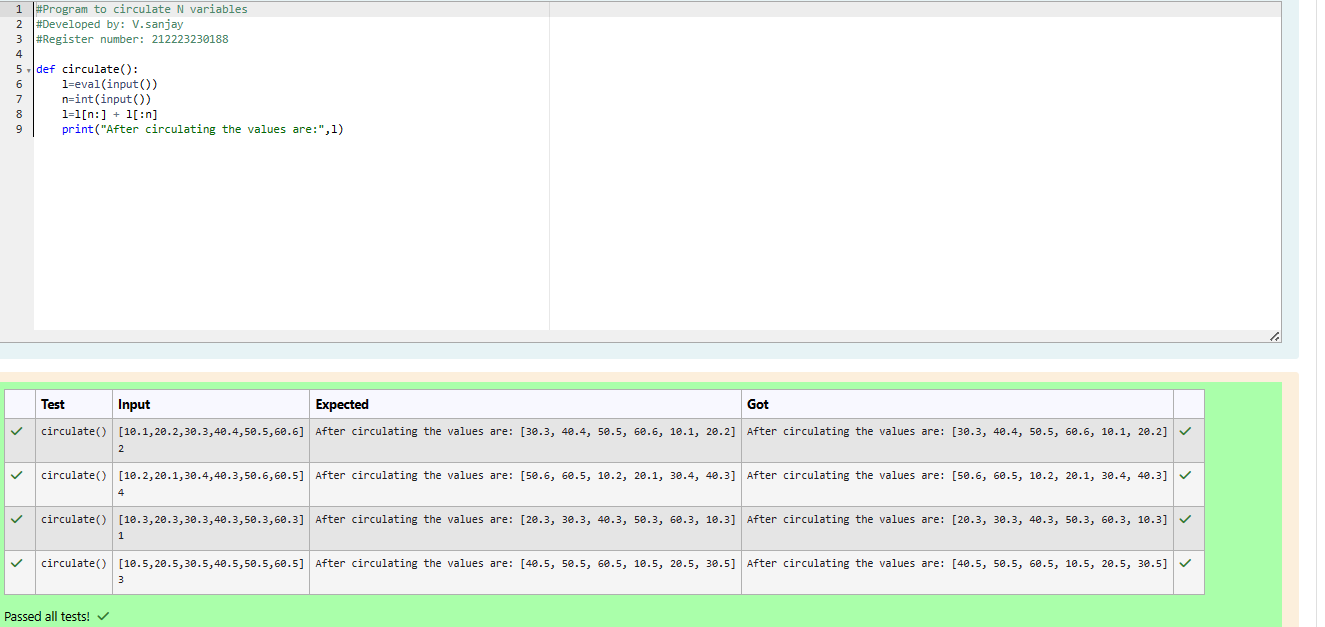 1 #Program to circulate N variables
2 #Developed by: V.sanjay
3 #Register number: 212223230188
4
5 def circulate():
6     l=eval(input())
7     n=int(input())
8     l=l[n:] + l[:n]
9     print("After circulating the values are:",l)
Test Input Expected Got
circulate() [10.1,20.2,30.3,40.4,50.5,60.6] After circulating the values are: [30.3, 40.4, 50.5, 60.6, 10.1, 20.2] After circulating the values are: [30.3, 40.4, 50.5, 60.6, 10.1, 20.2]
2
circulate() [10.2,20.1,30.4,40.3,50.6,60.5] After circulating the values are: [50.6, 60.5, 10.2, 20.1, 30.4, 40.3] After circulating the values are: [50.6, 60.5, 10.2, 20.1, 30.4, 40.3]
4
circulate() [10.3,20.3,30.3,40.3,50.3,60.3] After circulating the values are: [20.3, 30.3, 40.3, 50.3, 60.3, 10.3] After circulating the values are: [20.3, 30.3, 40.3, 50.3, 60.3, 10.3]
1
circulate() [10.5,20.5,30.5,40.5,50.5,60.5] After circulating the values are: [40.5, 50.5, 60.5, 10.5, 20.5, 30.5] After circulating the values are: [40.5, 50.5, 60.5, 10.5, 20.5, 30.5]
3
Passed all tests!